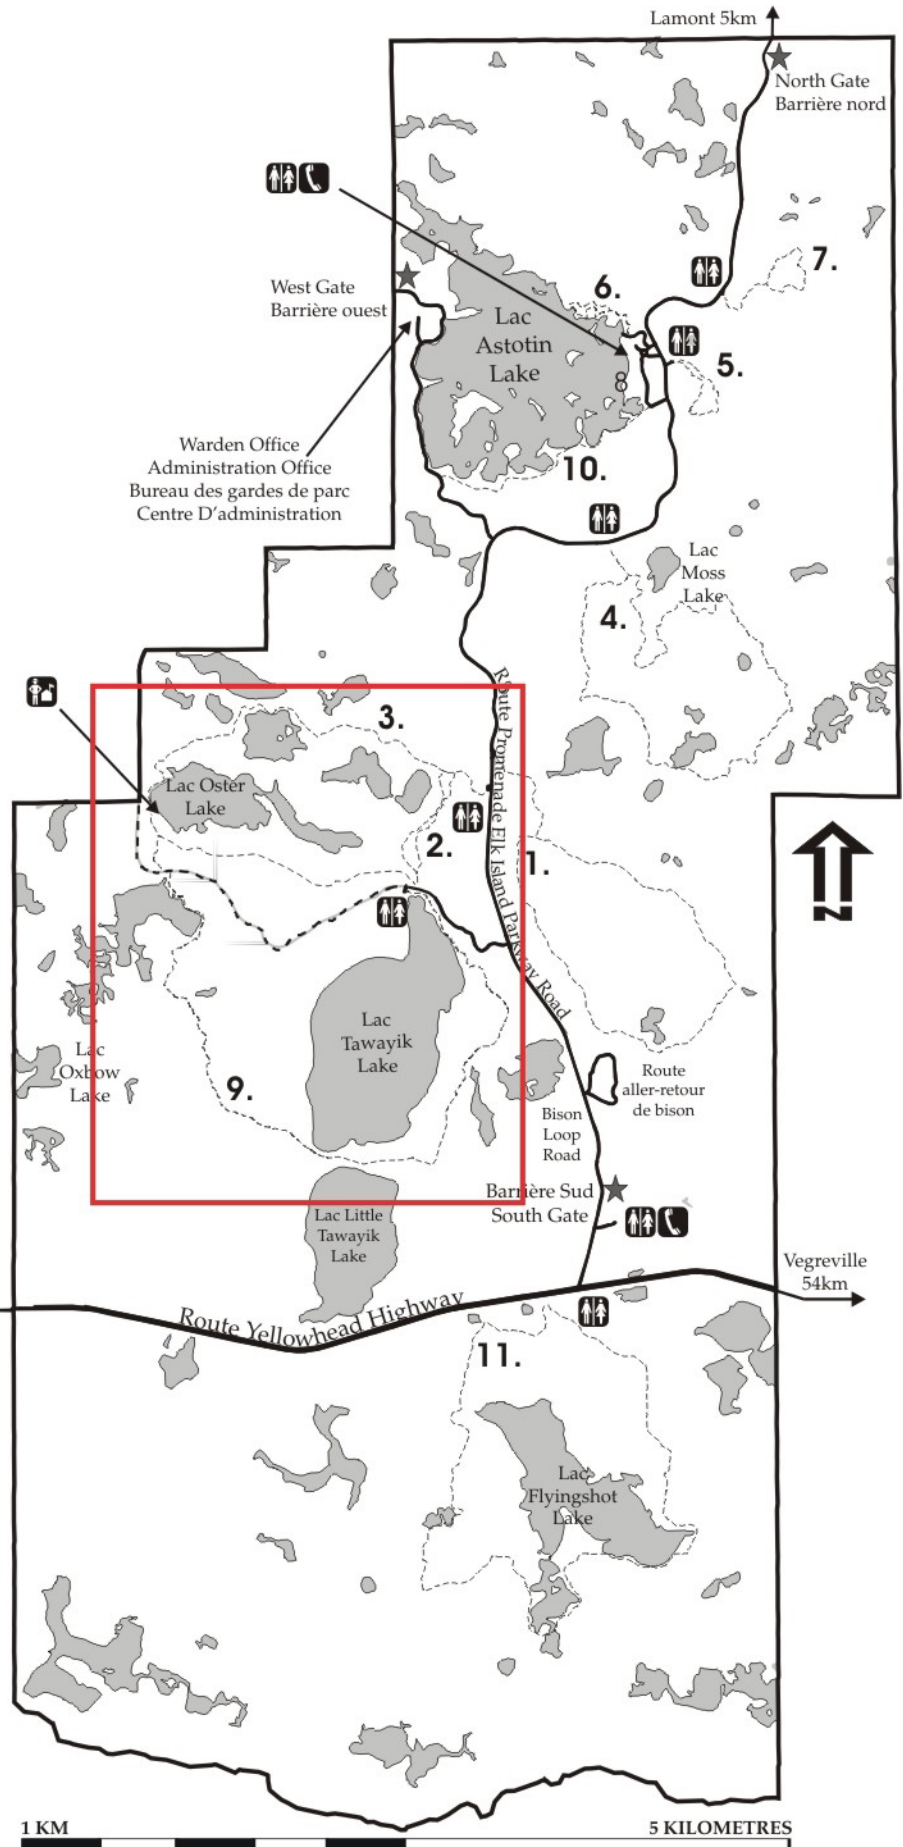 Lamont 5km
North Gate
Barrière nord
7.
West Gate
Barrière ouest
6.
Lac
Astotin
Lake
5.
8
Warden Office
Administration Office
Bureau des gardes de parc
Centre D'administration
10.
Lac
Moss
Lake
4.
3.
Route Promenade Elk Island Parkway Road
Lac Oster
Lake
2.
1.
N
Lac
Tawayik
Lake
Lac
Oxbow
Lake
9.
Route
aller-retour
de bison
Bison
Loop
Road
Barrière Sud
South Gate
Lac Little
Tawayik
Lake
Vegreville
54km
Route Yellowhead Highway
11.
Lac
Flyingshot
Lake
1 KM
5 KILOMETRES